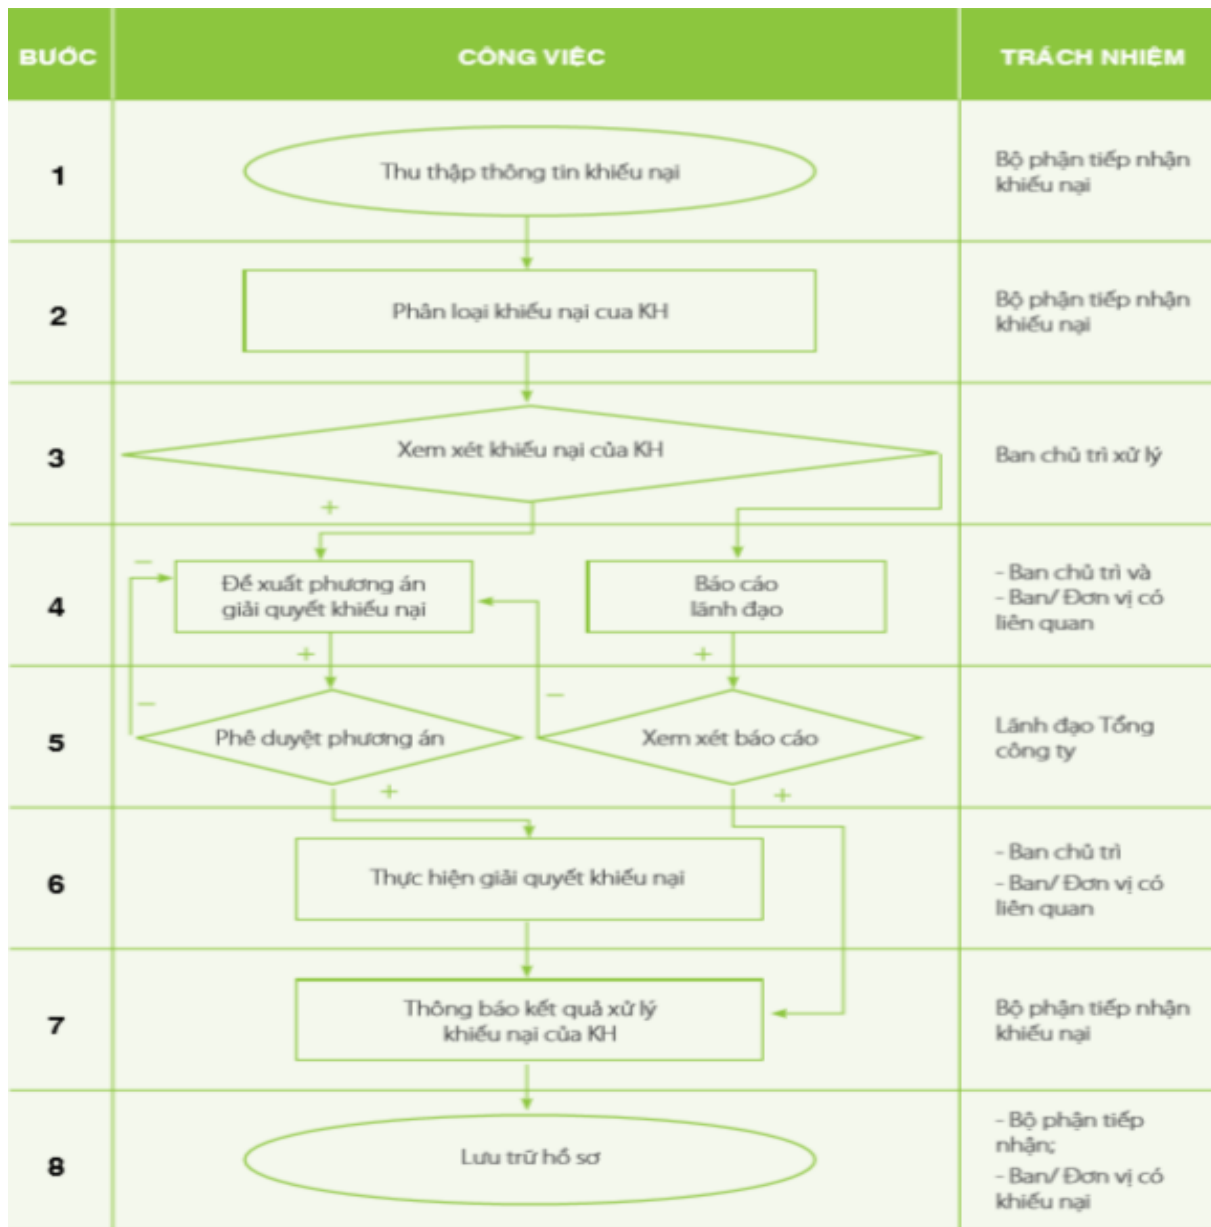 BƯỚC
CÔNG VIỆC
TRÁCH NHIỆM
1
Thu thập thông tin khiếu nại
Bộ phận tiếp nhận
khiếu nại
2
Phân loại khiếu nại cua KH
Bộ phận tiếp nhận
khiếu nại
3
Xem xét khiếu nại của KH
Ban chủ trì xử lý
+
4
−
Đề xuất phương án
giải quyết khiếu nại
Báo cáo
lãnh đạo
- Ban chủ trì và
- Ban/ Đơn vị có
liên quan
+
+
5
−
Phê duyệt phương án
−
Xem xét báo cáo
Lãnh đạo Tổng
công ty
+
+
6
Thực hiện giải quyết khiếu nại
- Ban chủ trì
- Ban/ Đơn vị có
liên quan
7
Thông báo kết quả xử lý
khiếu nại của KH
Bộ phận tiếp nhận
khiếu nại
8
Lưu trữ hồ sơ
- Bộ phận tiếp
nhận;
- Ban/ Đơn vị có
khiếu nại